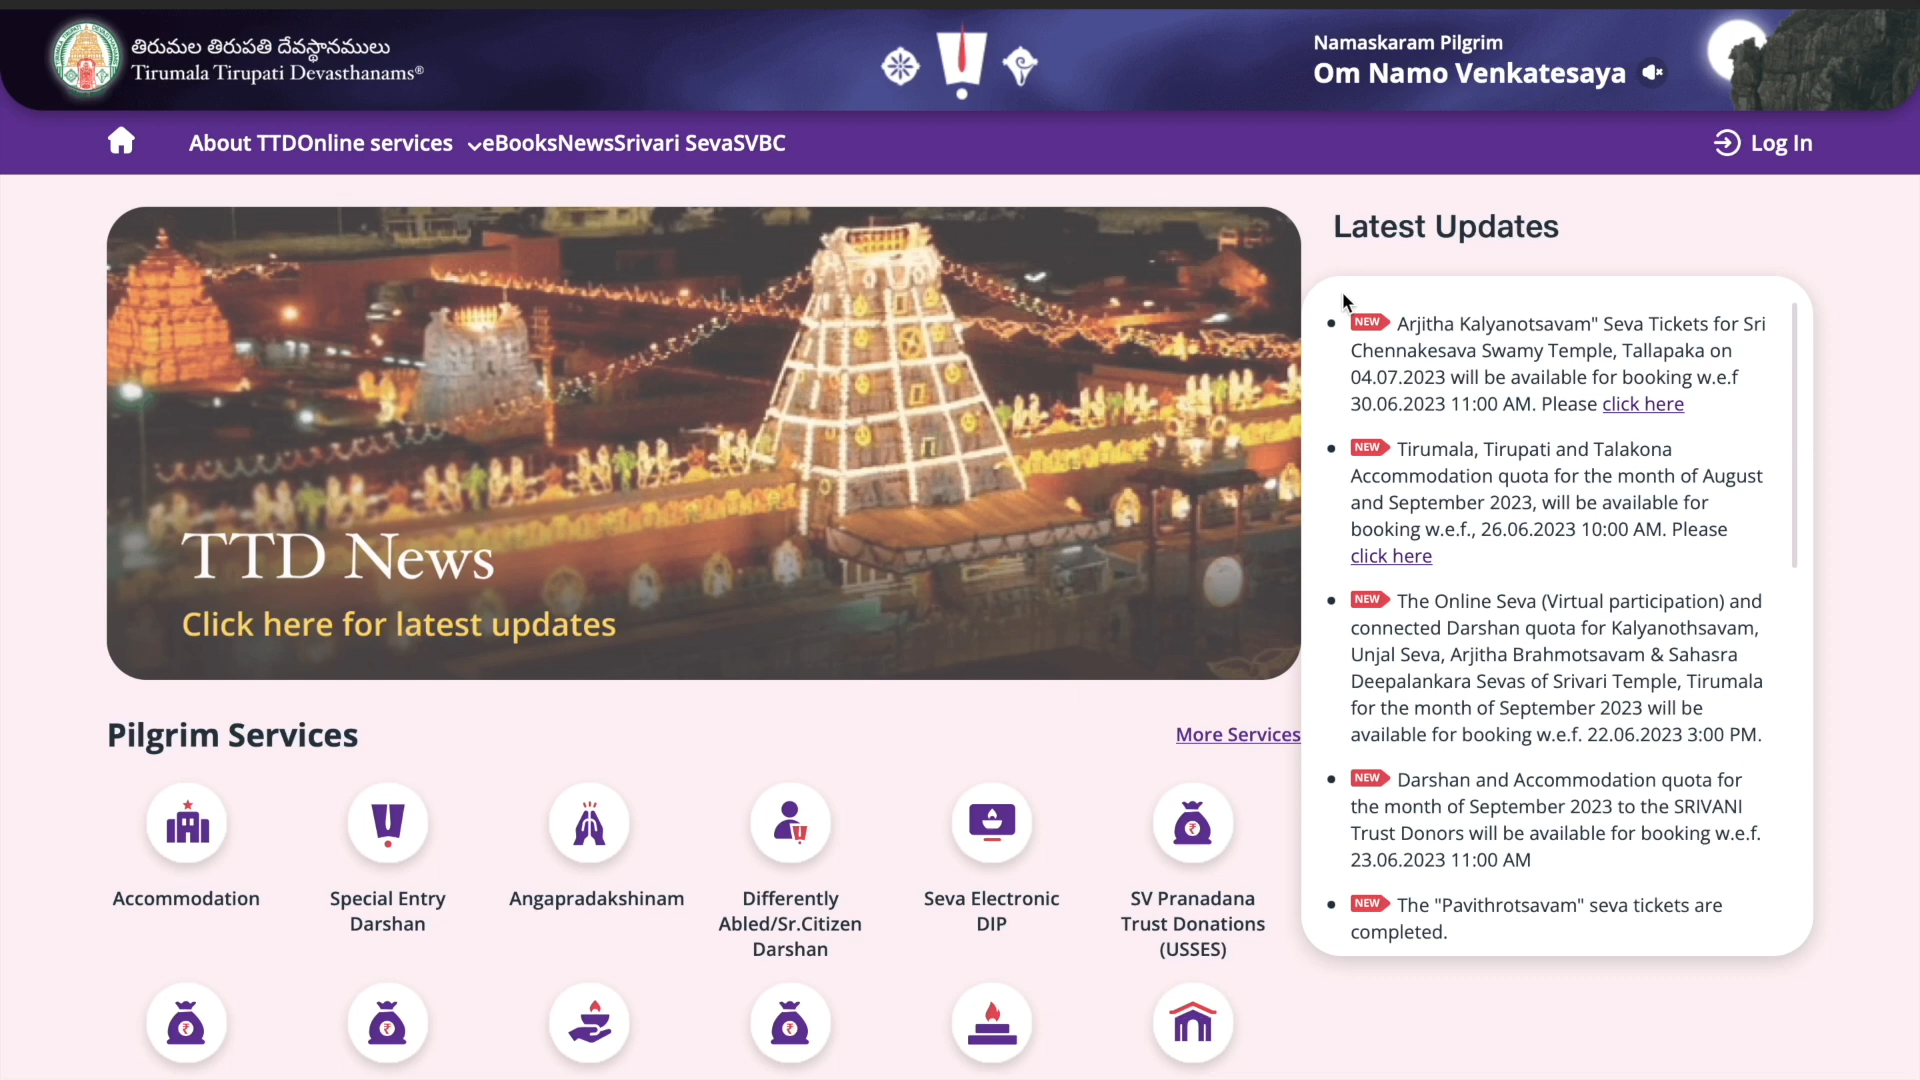 తిరుమల తిరుపతి దేవస్థానములు
Tirumala Tirupati Devasthanams®
Namaskaram Pilgrim
Om Namo Venkatesaya
About TTDOnline services eBooksNewsSrivari SevaSVBC
Log In
TTD News
Click here for latest updates
Latest Updates
NEW Arjitha Kalyanotsavam" Seva Tickets for Sri
Chennakesava Swamy Temple, Tallapaka on
04.07.2023 will be available for booking w.e.f
30.06.2023 11:00 AM. Please click here
NEW Tirumala, Tirupati and Talakona
Accommodation quota for the month of August
and September 2023, will be available for
booking w.e.f., 26.06.2023 10:00 AM. Please
click here
NEW The Online Seva (Virtual participation) and
connected Darshan quota for Kalyanothsavam,
Unjal Seva, Arjitha Brahmotsavam & Sahasra
Deepalankara Sevas of Srivari Temple, Tirumala
for the month of September 2023 will be
available for booking w.e.f. 22.06.2023 3:00 PM.
NEW Darshan and Accommodation quota for
the month of September 2023 to the SRIVANI
Trust Donors will be available for booking w.e.f.
23.06.2023 11:00 AM
NEW The "Pavithrotsavam" seva tickets are
completed.
Pilgrim Services
More Services
Accommodation
Special Entry
Darshan
Angapradakshinam
Differently
Abled/Sr.Citizen
Darshan
Seva Electronic
DIP
SV Pranadana
Trust Donations
(USSES)